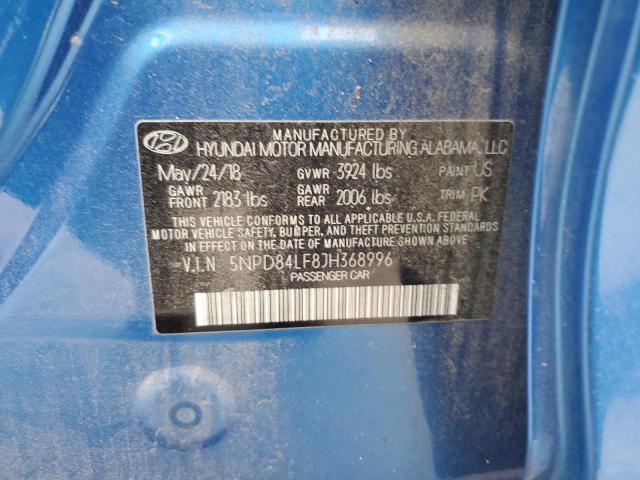 MANUFACTURED BY
HYUNDAI MOTOR MANUFACTURING ALABAMA, LLC
May/24/18 GVWR 3924 lbs PAINT US
GAWR FRONT 2183 lbs GAWR REAR 2006 lbs TRIM PK
THIS VEHICLE CONFORMS TO ALL APPLICABLE U.S.A. FEDERAL
MOTOR VEHICLE SAFETY, BUMPER, AND THEFT PREVENTION STANDARDS
IN EFFECT ON THE DATE OF MANUFACTURE SHOWN ABOVE.
V.I.N 5NPD84LF8JH368996
PASSENGER CAR